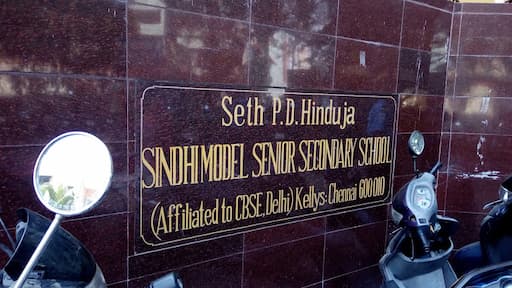 Seth P.D. Hinduja
SINDHI MODEL SENIOR SECONDARY SCHOOL
(Affiliated to CBSE, Delhi) Kellys: Chennai 600 010